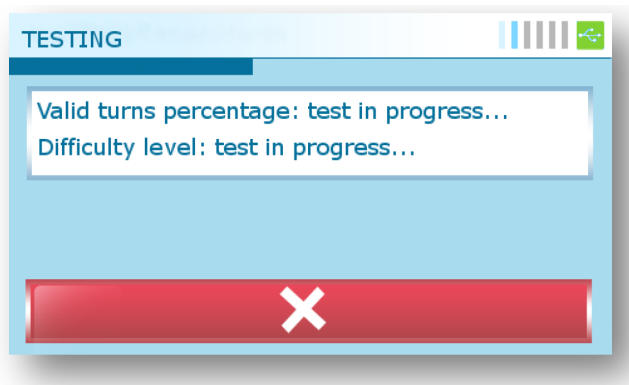 TESTING
Valid turns percentage: test in progress...
Difficulty level: test in progress...